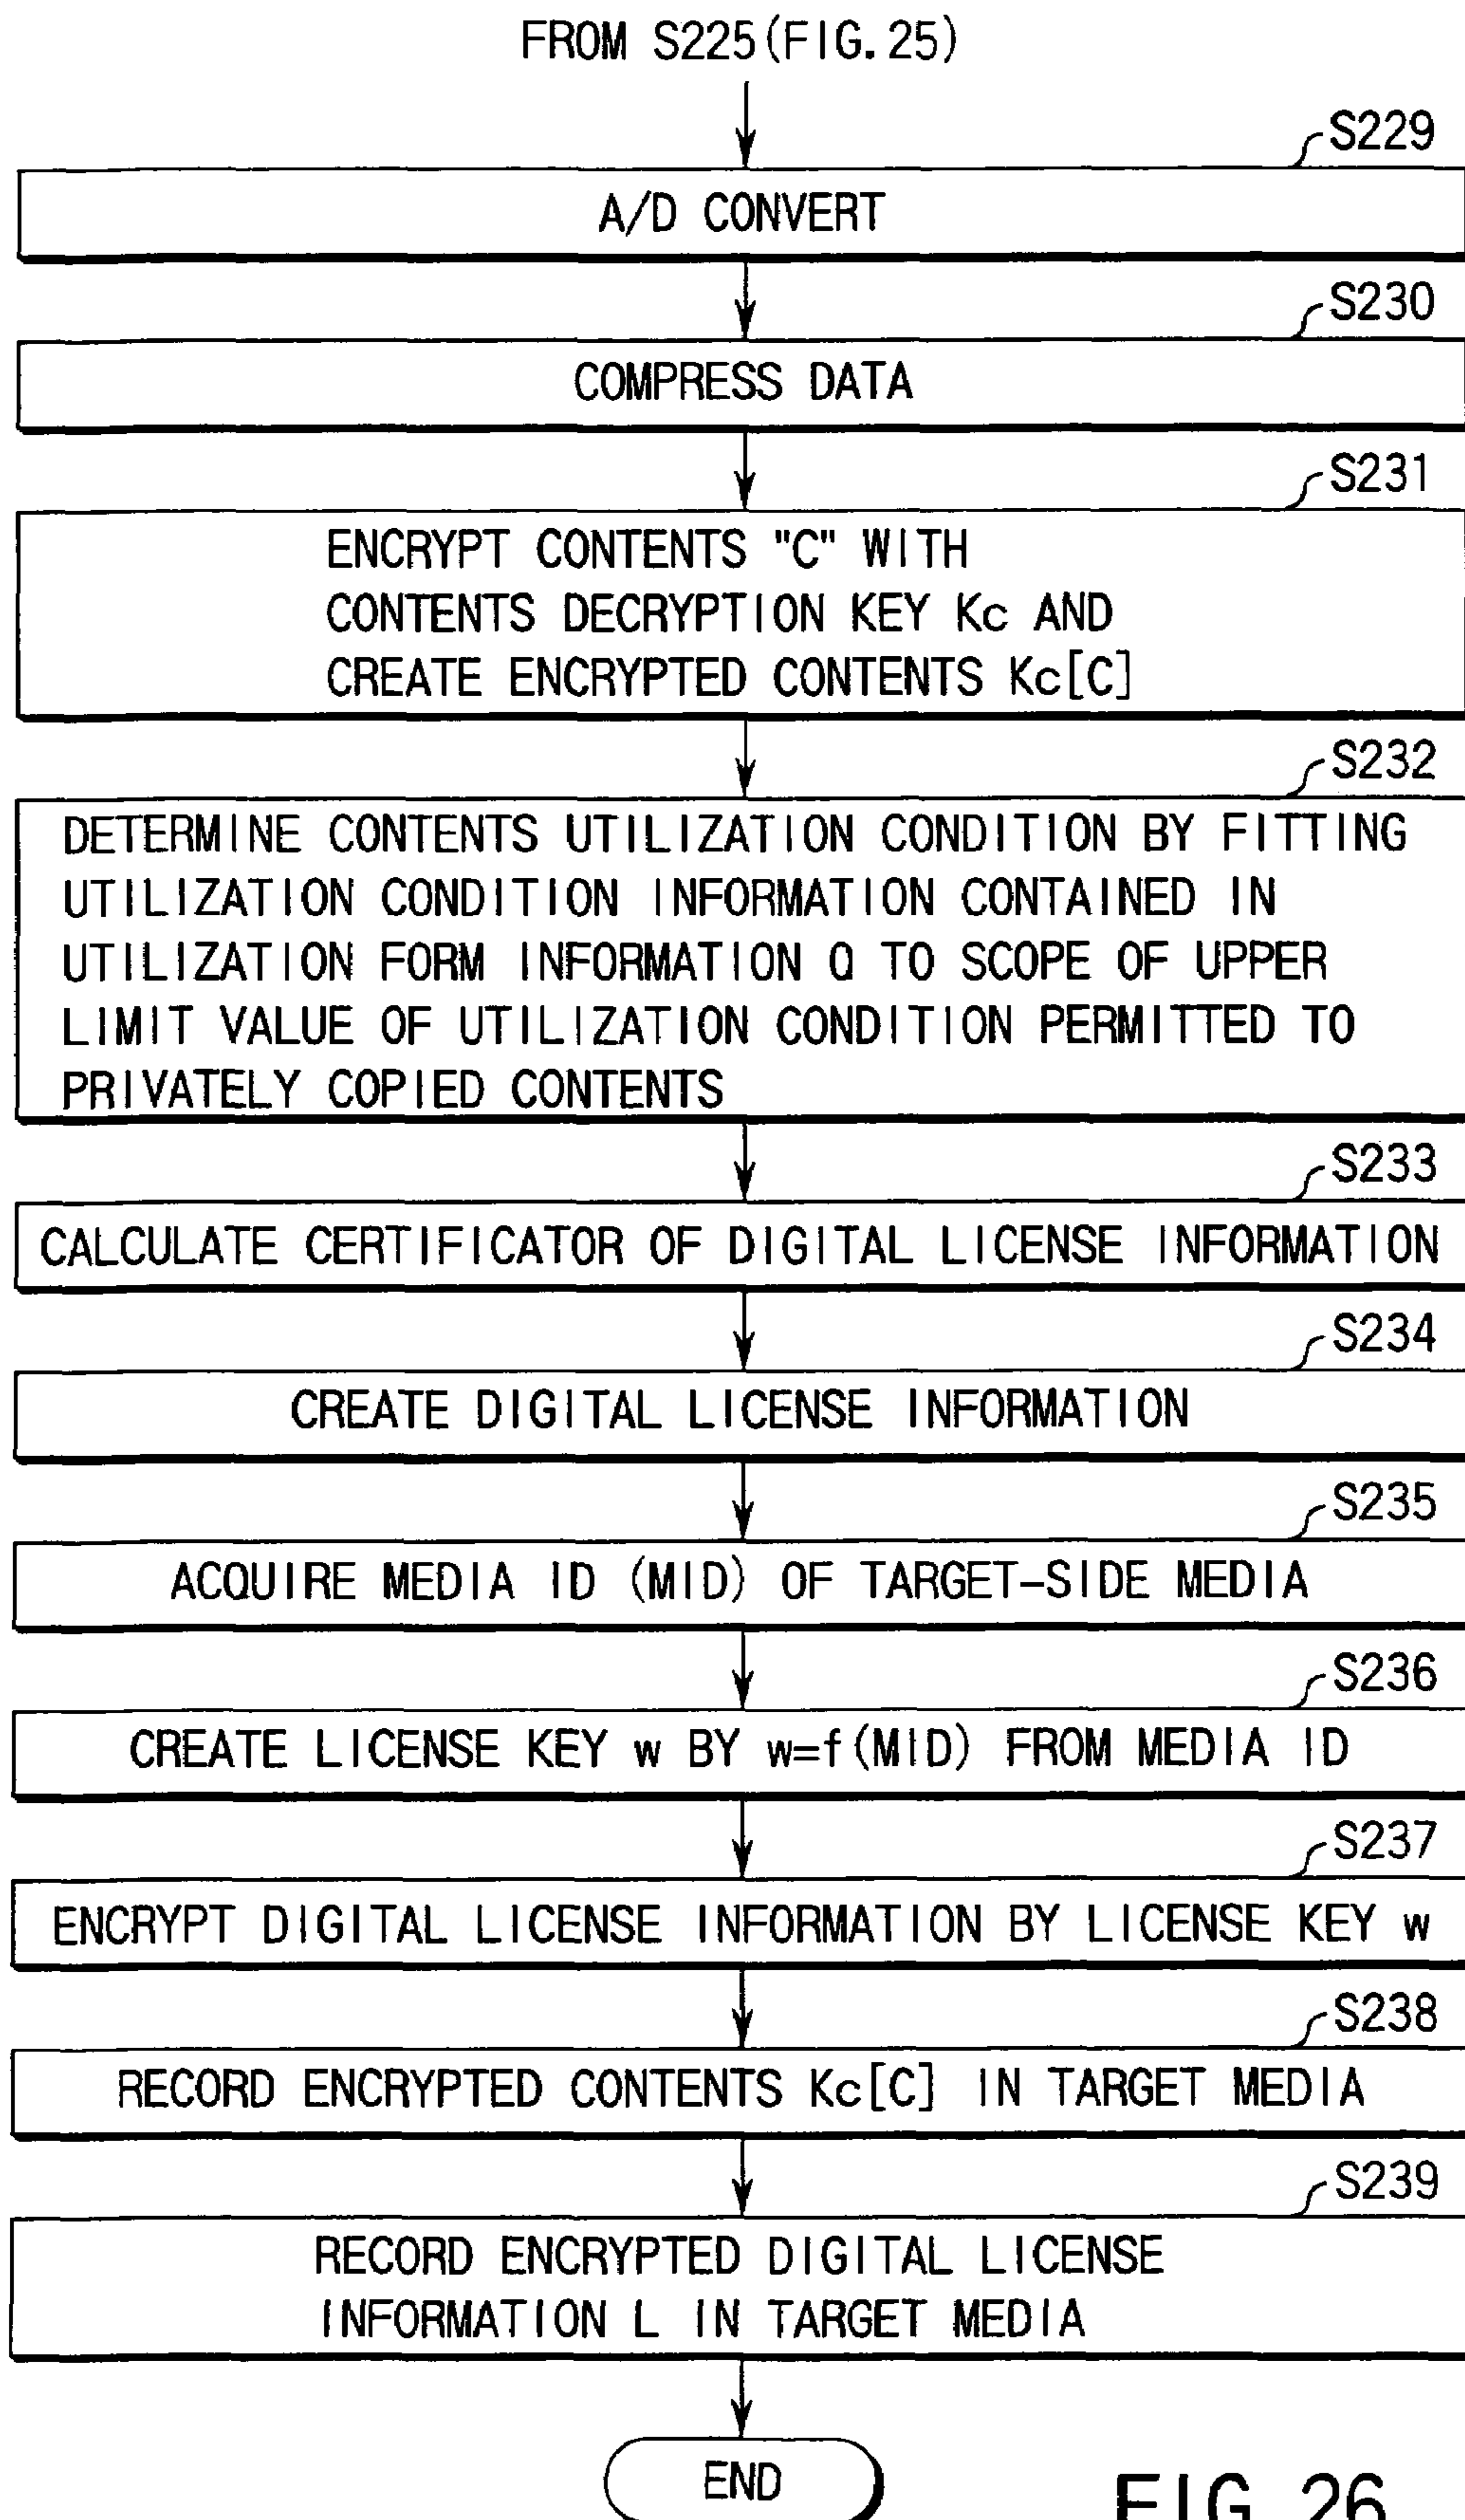 FROM S225(FIG.25)
S229
A/D CONVERT
S230
COMPRESS DATA
S231
ENCRYPT CONTENTS "C" WITH
CONTENTS DECRYPTION KEY Kc AND
CREATE ENCRYPTED CONTENTS Kc[C]
S232
DETERMINE CONTENTS UTILIZATION CONDITION BY FITTING
UTILIZATION CONDITION INFORMATION CONTAINED IN
UTILIZATION FORM INFORMATION Q TO SCOPE OF UPPER
LIMIT VALUE OF UTILIZATION CONDITION PERMITTED TO
PRIVATELY COPIED CONTENTS
S233
CALCULATE CERTIFICATOR OF DIGITAL LICENSE INFORMATION
S234
CREATE DIGITAL LICENSE INFORMATION
S235
ACQUIRE MEDIA ID (MID) OF TARGET-SIDE MEDIA
S236
CREATE LICENSE KEY w BY w=f(MID) FROM MEDIA ID
S237
ENCRYPT DIGITAL LICENSE INFORMATION BY LICENSE KEY w
S238
RECORD ENCRYPTED CONTENTS Kc[C] IN TARGET MEDIA
S239
RECORD ENCRYPTED DIGITAL LICENSE
INFORMATION L IN TARGET MEDIA
END
FIG.26